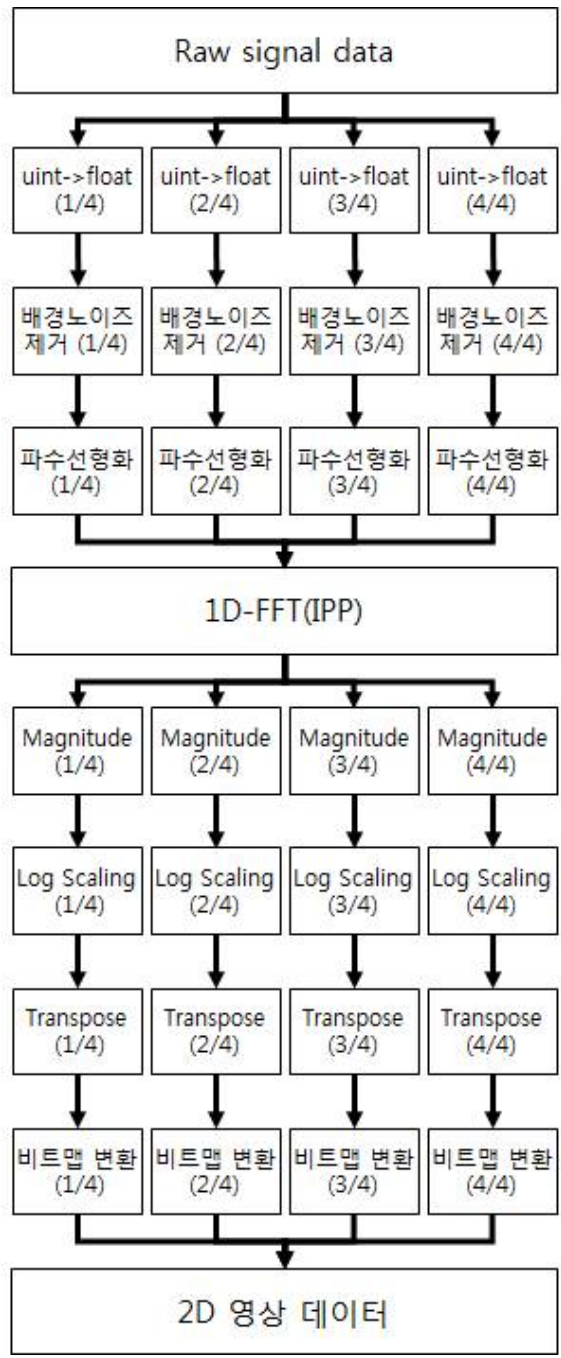 Raw signal data
uint->float uint->float uint->float uint->float
(1/4) (2/4) (3/4) (4/4)
배경노이즈 배경노이즈 배경노이즈 배경노이즈
제거 (1/4) 제거 (2/4) 제거 (3/4) 제거 (4/4)
파수선형화 파수선형화 파수선형화 파수선형화
(1/4) (2/4) (3/4) (4/4)
1D-FFT(IPP)
Magnitude Magnitude Magnitude Magnitude
(1/4) (2/4) (3/4) (4/4)
Log Scaling Log Scaling Log Scaling Log Scaling
(1/4) (2/4) (3/4) (4/4)
Transpose Transpose Transpose Transpose
(1/4) (2/4) (3/4) (4/4)
비트맵 변환 비트맵 변환 비트맵 변환 비트맵 변환
(1/4) (2/4) (3/4) (4/4)
2D 영상 데이터